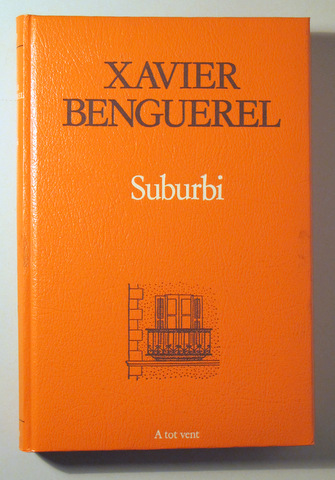 XAVIER
BENGUEREL
Suburbi
A tot vent